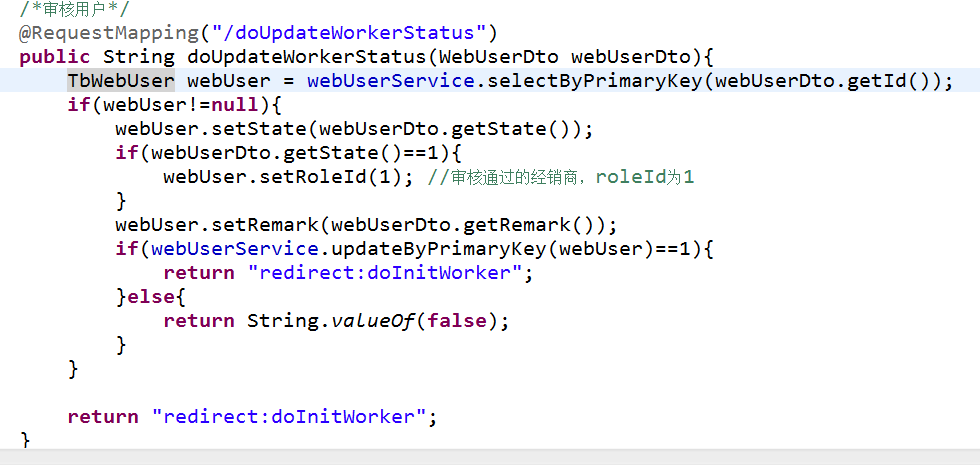 /*审核用户*/
@RequestMapping("/doUpdateWorkerStatus")
public String doUpdateWorkerStatus(WebUserDto webUserDto){
    TbWebUser webUser = webUserService.selectByPrimaryKey(webUserDto.getId());
    if(webUser!=null){
        webUser.setState(webUserDto.getState());
        if(webUserDto.getState()==1){
            webUser.setRoleId(1); //审核通过的经销商，roleId为1
        }
        webUser.setRemark(webUserDto.getRemark());
        if(webUserService.updateByPrimaryKey(webUser)==1){
            return "redirect:doInitWorker";
        }else{
            return String.valueOf(false);
        }
    }
    return "redirect:doInitWorker";
}